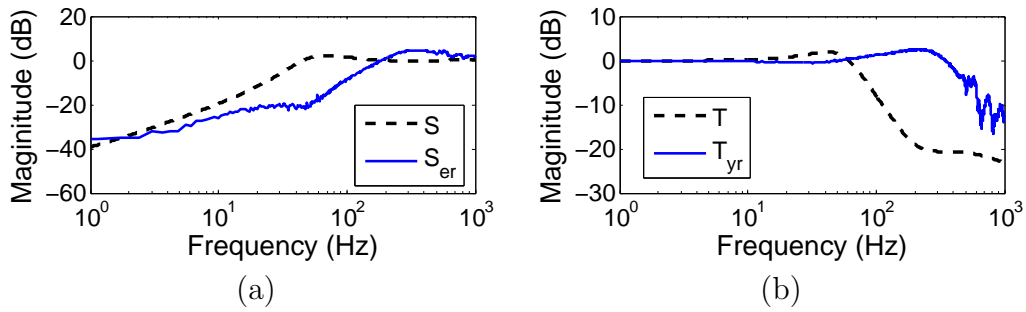 20
0
−20
−40
−60
Maginitude (dB)
S
S_er
10^0
10^1
10^2
10^3
Frequency (Hz)
(a)
10
0
−10
−20
−30
Maginitude (dB)
T
T_yr
10^0
10^1
10^2
10^3
Frequency (Hz)
(b)